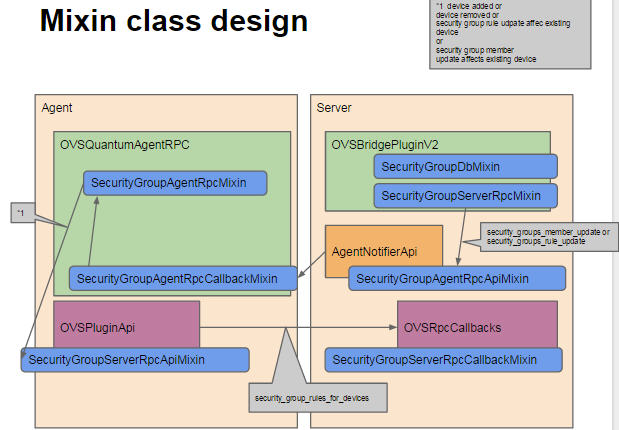 Mixin class design
*1 device added or
device removed or
security group rule udpate affec existing
device
or
security group member
update affects existing device
Agent
OVSQuantumAgentRPC
SecurityGroupAgentRpcMixin
*1
SecurityGroupAgentRpcCallbackMixin
OVSPluginApi
SecurityGroupServerRpcApiMixin
security_group_rules_for_devices
Server
OVSBridgePluginV2
SecurityGroupDbMixin
SecurityGroupServerRpcMixin
security_groups_member_update or
security_groups_rule_update
AgentNotifierApi
SecurityGroupAgentRpcApiMixin
OVSRpcCallbacks
SecurityGroupServerRpcCallbackMixin